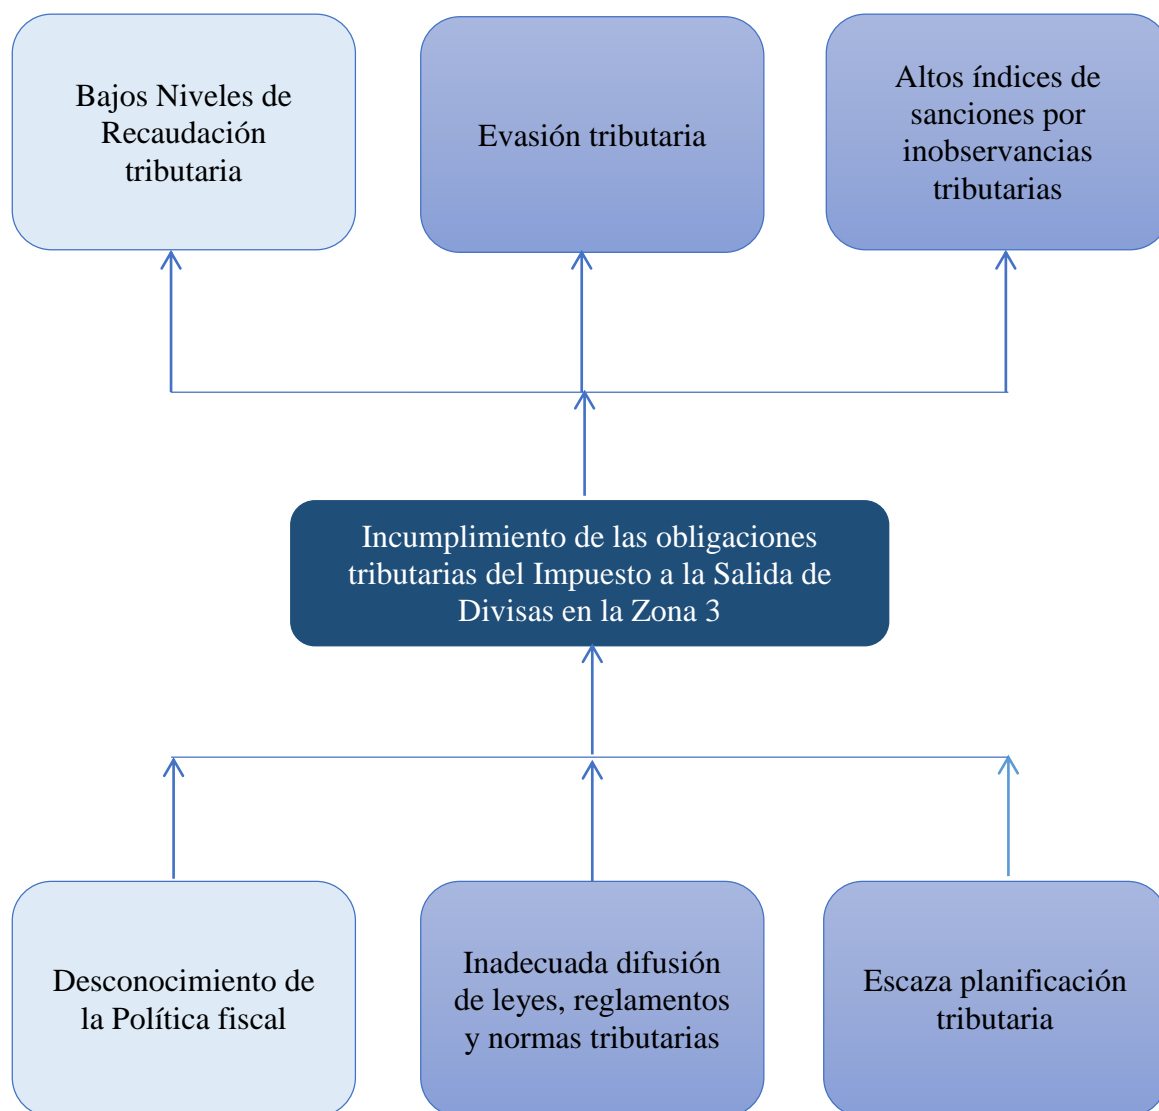 Bajos Niveles de
Recaudación
tributaria
Evasión tributaria
Altos índices de
sanciones por
inobservancias
tributarias
Incumplimiento de las obligaciones
tributarias del Impuesto a la Salida de
Divisas en la Zona 3
Desconocimiento de
la Política fiscal
Inadecuada difusión
de leyes, reglamentos
y normas tributarias
Escaza planificación
tributaria